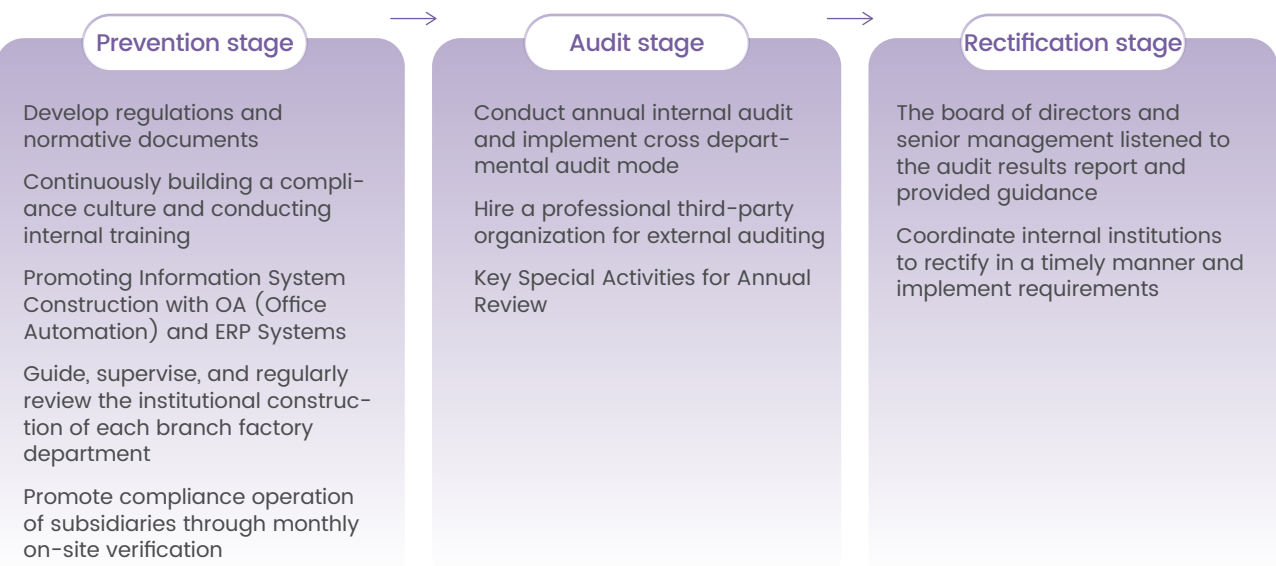 Prevention stage
Develop regulations and
normative documents
Continuously building a compli-
ance culture and conducting
internal training
Promoting Information System
Construction with OA (Office
Automation) and ERP Systems
Guide, supervise, and regularly
review the institutional construc-
tion of each branch factory
department
Promote compliance operation
of subsidiaries through monthly
on-site verification
Audit stage
Conduct annual internal audit
and implement cross depart-
mental audit mode
Hire a professional third-party
organization for external auditing
Key Special Activities for Annual
Review
Rectification stage
The board of directors and
senior management listened to
the audit results report and
provided guidance
Coordinate internal institutions
to rectify in a timely manner and
implement requirements